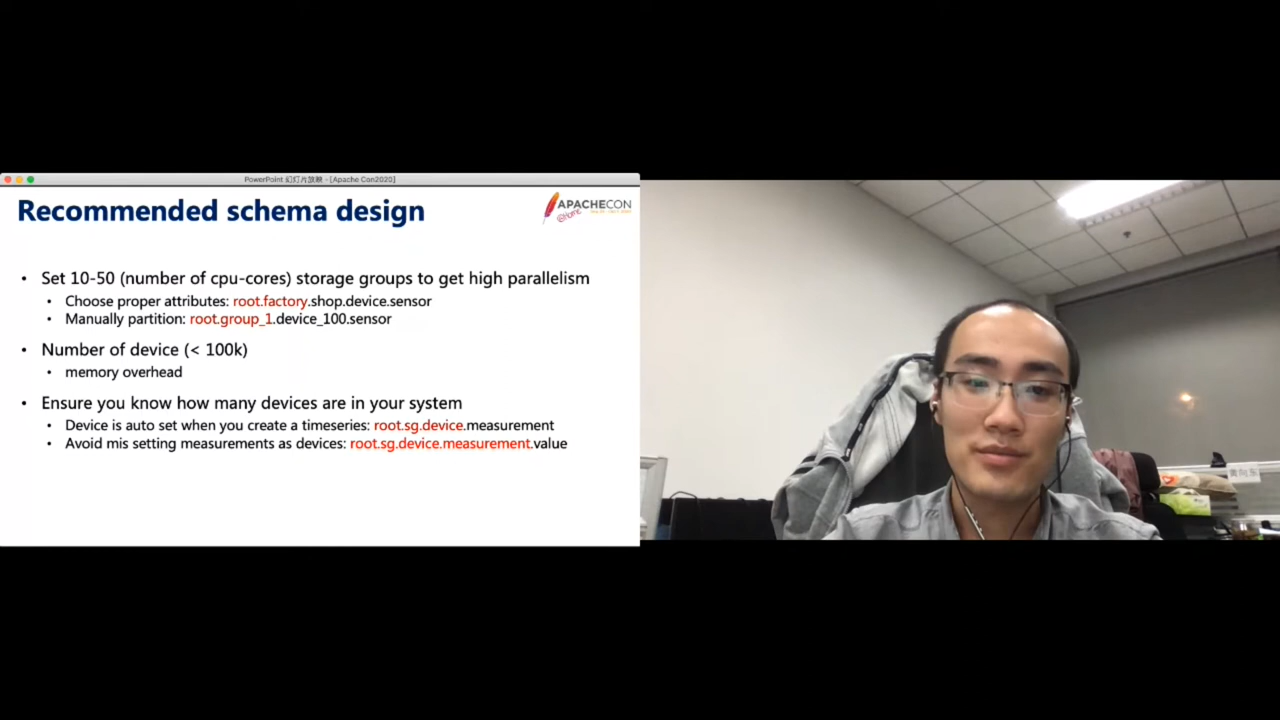 PowerPoint 幻灯片放映 - [Apache Con2020]
Recommended schema design
APACHECON
@Home
• Set 10-50 (number of cpu-cores) storage groups to get high parallelism
• Choose proper attributes: root.factory.shop.device.sensor
• Manually partition: root.group_1.device_100.sensor
• Number of device (< 100k)
• memory overhead
• Ensure you know how many devices are in your system
• Device is auto set when you create a timeseries: root.sg.device.measurement
• Avoid mis setting measurements as devices: root.sg.device.measurement.value
黄向东